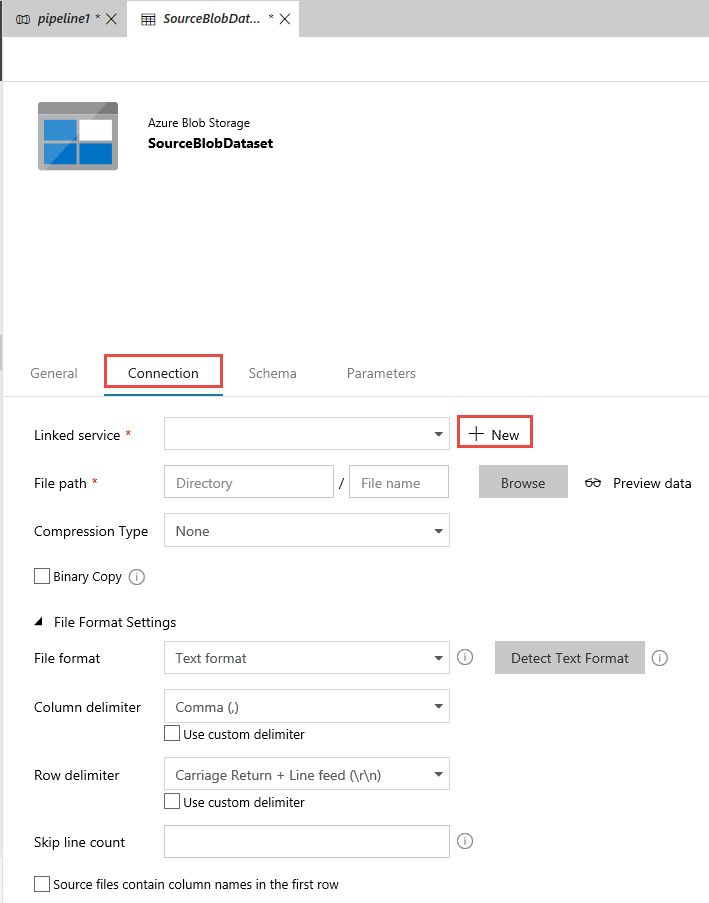 pipeline1 * SourceBlobDat... *
Azure Blob Storage
SourceBlobDataset
General Connection Schema Parameters
Linked service * New
File path * Directory / File name Browse Preview data
Compression Type None
Binary Copy
File Format Settings
File format Text format Detect Text Format
Column delimiter Comma (,)
Use custom delimiter
Row delimiter Carriage Return + Line feed (\r\n)
Use custom delimiter
Skip line count
Source files contain column names in the first row